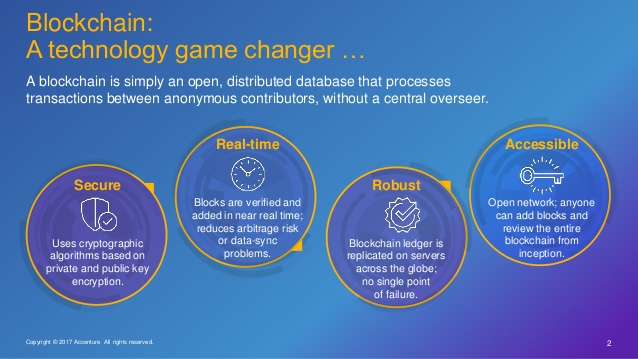 Blockchain:
A technology game changer …
A blockchain is simply an open, distributed database that processes
transactions between anonymous contributors, without a central overseer.
Secure
Uses cryptographic
algorithms based on
private and public key
encryption.
Real-time
Blocks are verified and
added in near real time;
reduces arbitrage risk
or data-sync
problems.
Robust
Blockchain ledger is
replicated on servers
across the globe;
no single point
of failure.
Accessible
Open network; anyone
can add blocks and
review the entire
blockchain from
inception.
Copyright © 2017 Accenture All rights reserved.
2